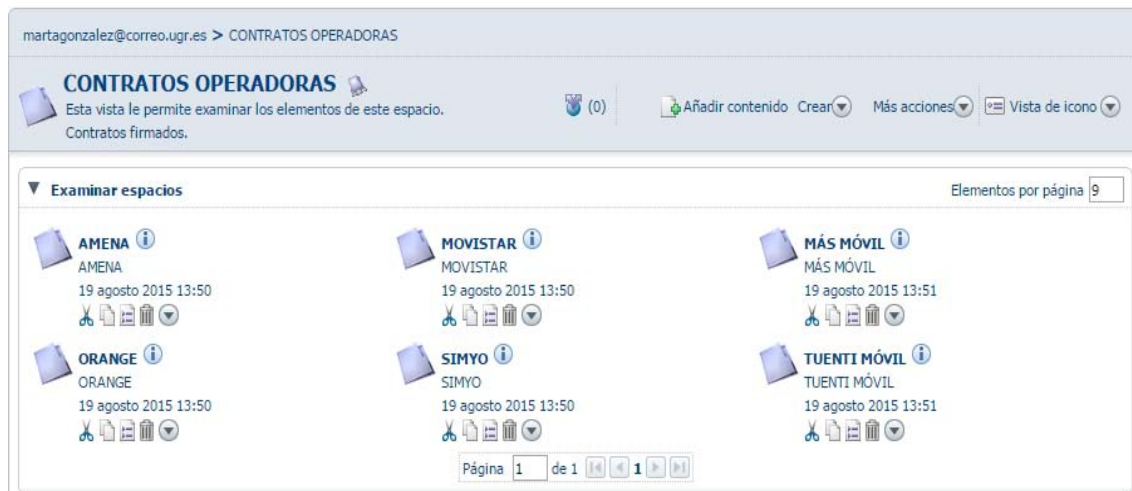 martagonzalez@correo.ugr.es > CONTRATOS OPERADORAS
CONTRATOS OPERADORAS
Esta vista le permite examinar los elementos de este espacio.
Contratos firmados.
(0)
Añadir contenido Crear Más acciones Vista de icono
Examinar espacios Elementos por página 9
AMENA MOVISTAR MÁS MÓVIL
AMENA MOVISTAR MÁS MÓVIL
19 agosto 2015 13:50 19 agosto 2015 13:50 19 agosto 2015 13:51
ORANGE SIMYO TUENTI MÓVIL
ORANGE SIMYO TUENTI MÓVIL
19 agosto 2015 13:50 19 agosto 2015 13:50 19 agosto 2015 13:51
Página 1 de 1 1